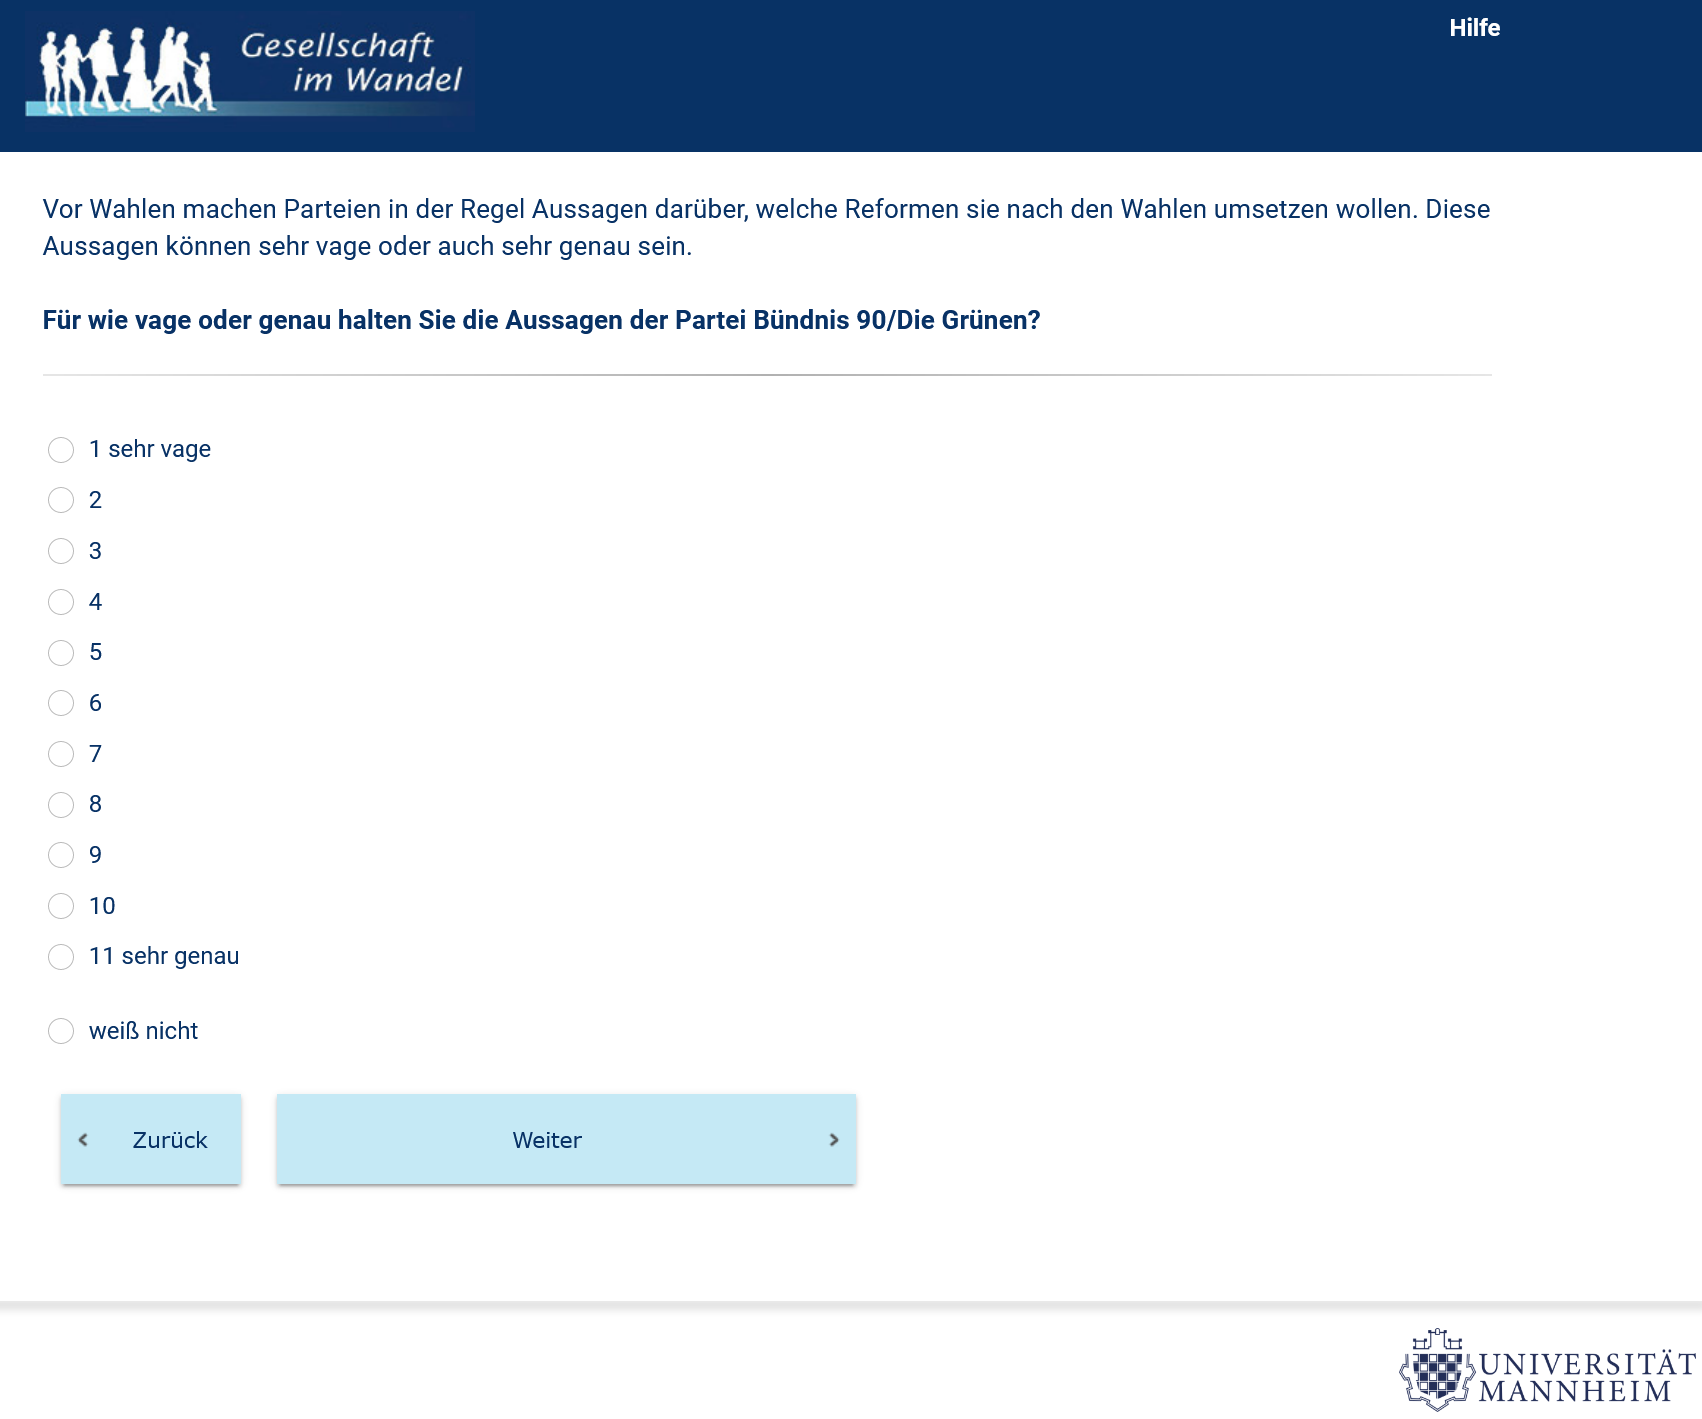 Gesellschaft
im Wandel
Hilfe
Vor Wahlen machen Parteien in der Regel Aussagen darüber, welche Reformen sie nach den Wahlen umsetzen wollen. Diese
Aussagen können sehr vage oder auch sehr genau sein.
Für wie vage oder genau halten Sie die Aussagen der Partei Bündnis 90/Die Grünen?
1 sehr vage
2
3
4
5
6
7
8
9
10
11 sehr genau
weiß nicht
Zurück
Weiter
UNIVERSITÄT
MANNHEIM